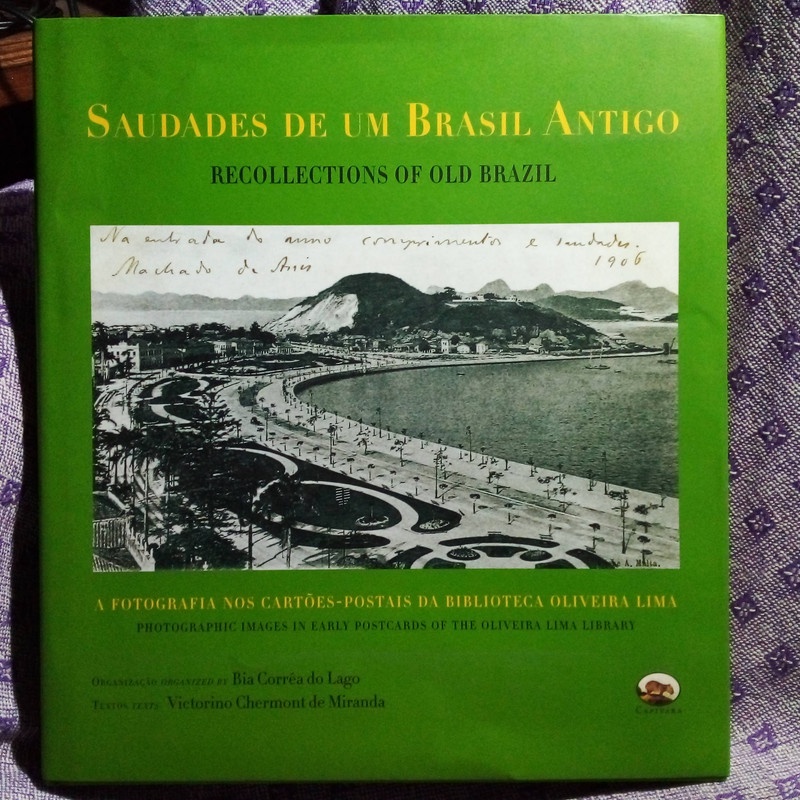 SAUDADES DE UM BRASIL ANTIGO
RECOLLECTIONS OF OLD BRAZIL
Na entrada do anno comprimentos e saudades.
Machado de Assis 1906
A. Malta.
A FOTOGRAFIA NOS CARTÕES-POSTAIS DA BIBLIOTECA OLIVEIRA LIMA
PHOTOGRAPHIC IMAGES IN EARLY POSTCARDS OF THE OLIVEIRA LIMA LIBRARY
ORGANIZAÇÃO ORGANIZED BY Bia Corrêa do Lago
TEXTOS TEXTS Victorino Chermont de Miranda
CAPIVARA